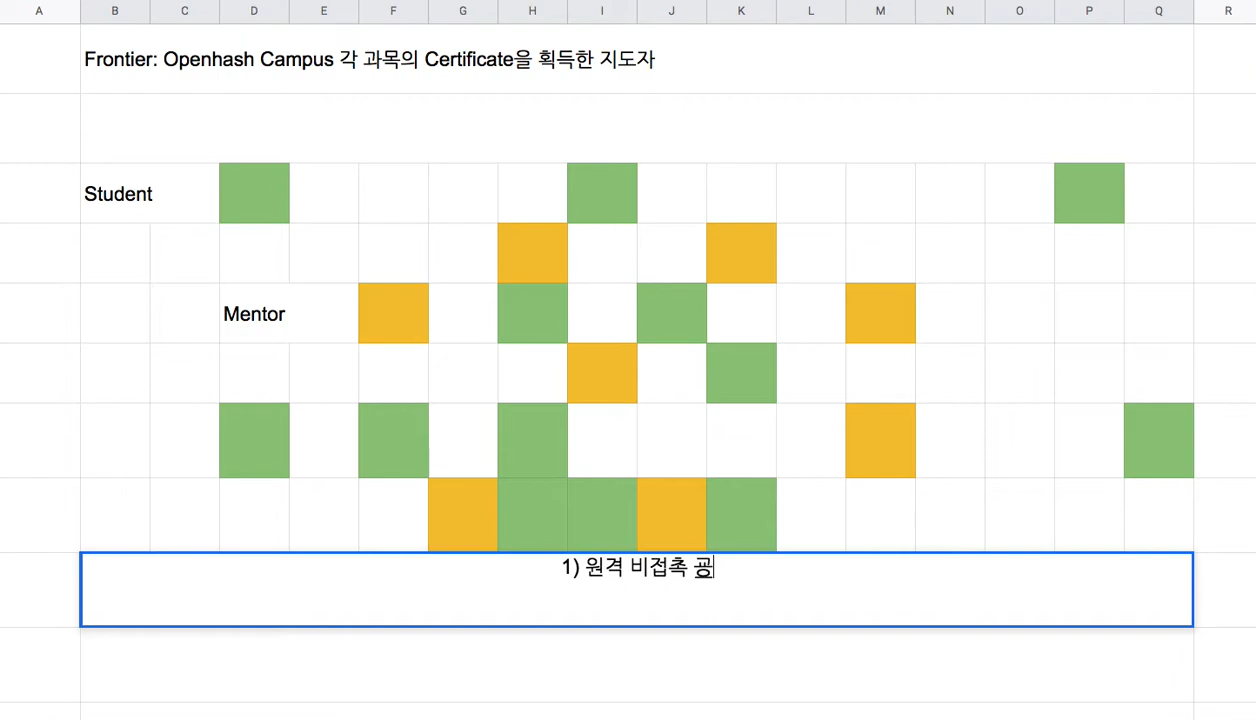 A B C D E F G H I J K L M N O P Q R
Frontier: Openhash Campus 각 과목의 Certificate을 획득한 지도자
Student
Mentor
1) 원격 비접촉 굉